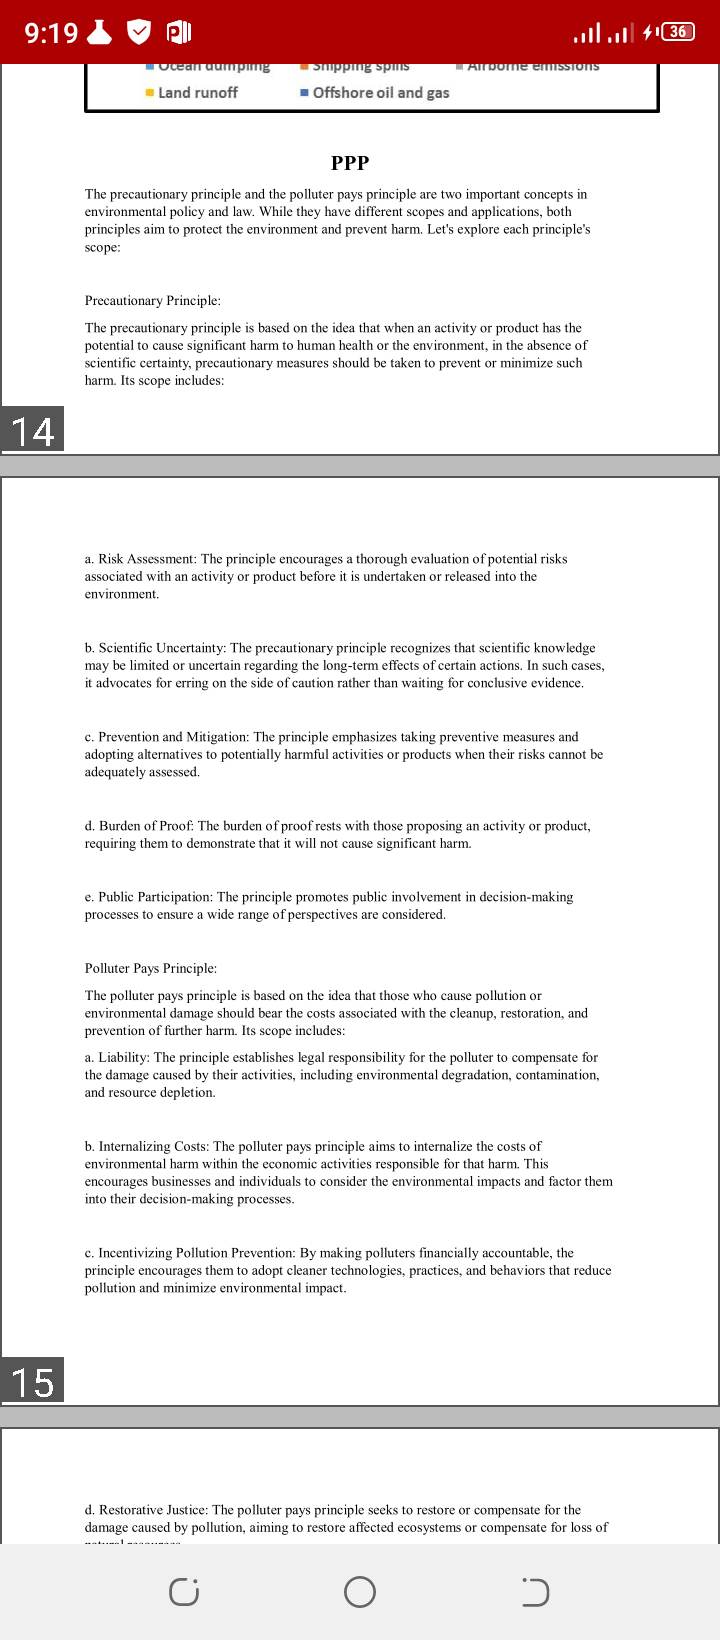 9:19
36
Ocean dumping Shipping spills Airborne emissions
Land runoff Offshore oil and gas
PPP
The precautionary principle and the polluter pays principle are two important concepts in
environmental policy and law. While they have different scopes and applications, both
principles aim to protect the environment and prevent harm. Let's explore each principle's
scope:
Precautionary Principle:
The precautionary principle is based on the idea that when an activity or product has the
potential to cause significant harm to human health or the environment, in the absence of
scientific certainty, precautionary measures should be taken to prevent or minimize such
harm. Its scope includes:
14
a. Risk Assessment: The principle encourages a thorough evaluation of potential risks
associated with an activity or product before it is undertaken or released into the
environment.
b. Scientific Uncertainty: The precautionary principle recognizes that scientific knowledge
may be limited or uncertain regarding the long-term effects of certain actions. In such cases,
it advocates for erring on the side of caution rather than waiting for conclusive evidence.
c. Prevention and Mitigation: The principle emphasizes taking preventive measures and
adopting alternatives to potentially harmful activities or products when their risks cannot be
adequately assessed.
d. Burden of Proof: The burden of proof rests with those proposing an activity or product,
requiring them to demonstrate that it will not cause significant harm.
e. Public Participation: The principle promotes public involvement in decision-making
processes to ensure a wide range of perspectives are considered.
Polluter Pays Principle:
The polluter pays principle is based on the idea that those who cause pollution or
environmental damage should bear the costs associated with the cleanup, restoration, and
prevention of further harm. Its scope includes:
a. Liability: The principle establishes legal responsibility for the polluter to compensate for
the damage caused by their activities, including environmental degradation, contamination,
and resource depletion.
b. Internalizing Costs: The polluter pays principle aims to internalize the costs of
environmental harm within the economic activities responsible for that harm. This
encourages businesses and individuals to consider the environmental impacts and factor them
into their decision-making processes.
c. Incentivizing Pollution Prevention: By making polluters financially accountable, the
principle encourages them to adopt cleaner technologies, practices, and behaviors that reduce
pollution and minimize environmental impact.
15
d. Restorative Justice: The polluter pays principle seeks to restore or compensate for the
damage caused by pollution, aiming to restore affected ecosystems or compensate for loss of